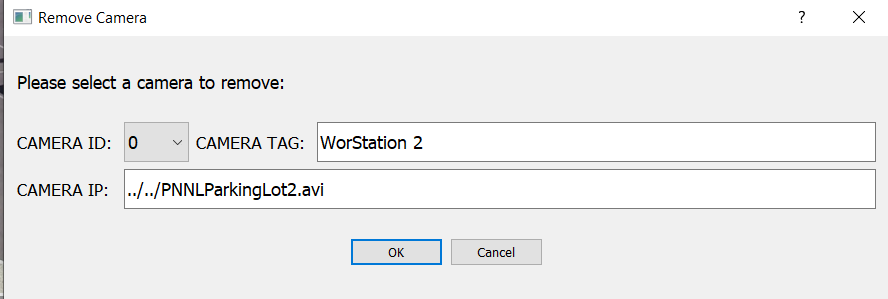 Remove Camera ?
Please select a camera to remove:
CAMERA ID: 0 CAMERA TAG: WorStation 2
CAMERA IP: ../../PNNLParkingLot2.avi
OK Cancel